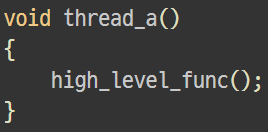 void thread_a()
{
    high_level_func();
}